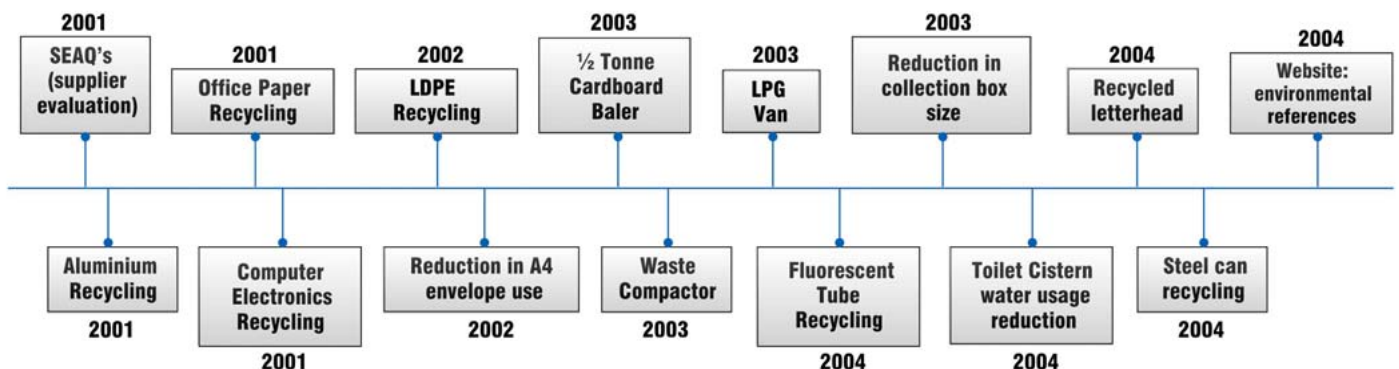 2001
SEAQ's
(supplier
evaluation)
2001
Office Paper
Recycling
2002
LDPE
Recycling
2003
½ Tonne
Cardboard
Baler
2003
LPG
Van
2003
Reduction in
collection box
size
2004
Recycled
letterhead
2004
Website:
environmental
references
Aluminium
Recycling
2001
Computer
Electronics
Recycling
2001
Reduction in A4
envelope use
2002
Waste
Compactor
2003
Fluorescent
Tube
Recycling
2004
Toilet Cistern
water usage
reduction
2004
Steel can
recycling
2004